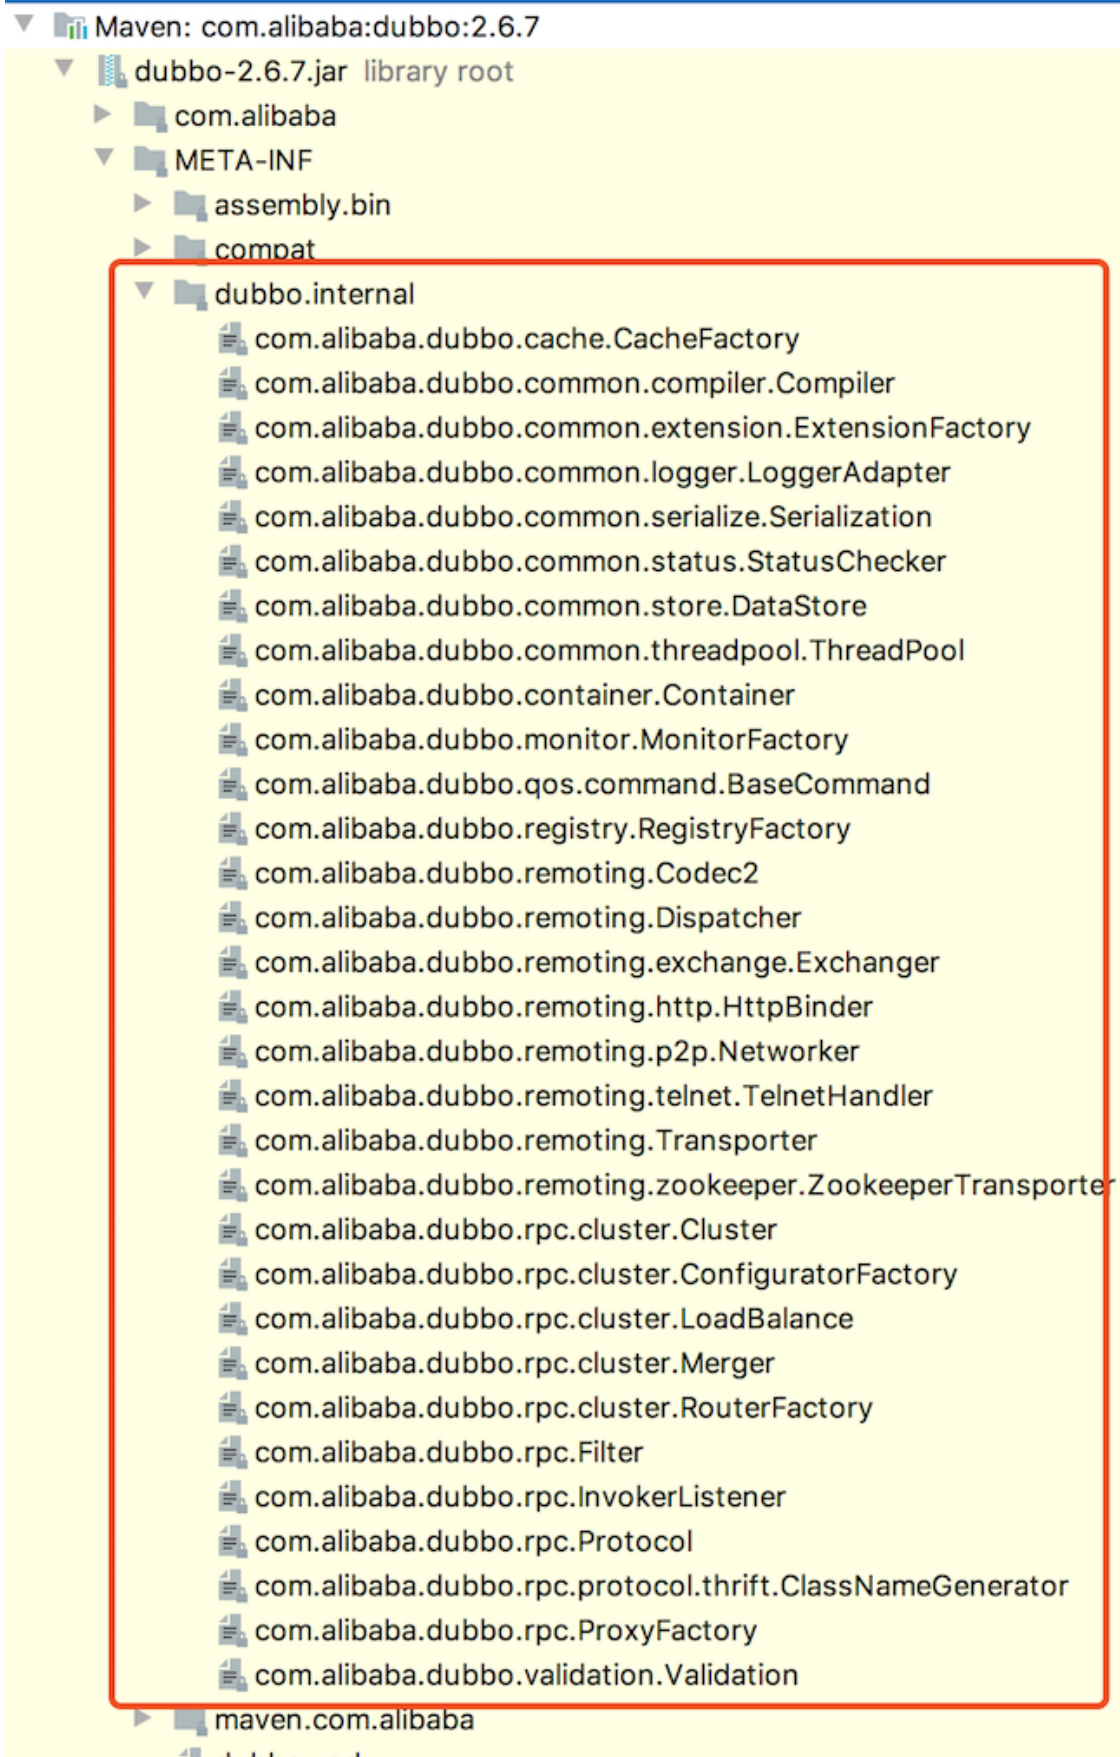 Maven: com.alibaba:dubbo:2.6.7
dubbo-2.6.7.jar library root
com.alibaba
META-INF
assembly.bin
compat
dubbo.internal
com.alibaba.dubbo.cache.CacheFactory
com.alibaba.dubbo.common.compiler.Compiler
com.alibaba.dubbo.common.extension.ExtensionFactory
com.alibaba.dubbo.common.logger.LoggerAdapter
com.alibaba.dubbo.common.serialize.Serialization
com.alibaba.dubbo.common.status.StatusChecker
com.alibaba.dubbo.common.store.DataStore
com.alibaba.dubbo.common.threadpool.ThreadPool
com.alibaba.dubbo.container.Container
com.alibaba.dubbo.monitor.MonitorFactory
com.alibaba.dubbo.qos.command.BaseCommand
com.alibaba.dubbo.registry.RegistryFactory
com.alibaba.dubbo.remoting.Codec2
com.alibaba.dubbo.remoting.Dispatcher
com.alibaba.dubbo.remoting.exchange.Exchanger
com.alibaba.dubbo.remoting.http.HttpBinder
com.alibaba.dubbo.remoting.p2p.Networker
com.alibaba.dubbo.remoting.telnet.TelnetHandler
com.alibaba.dubbo.remoting.Transporter
com.alibaba.dubbo.remoting.zookeeper.ZookeeperTransporter
com.alibaba.dubbo.rpc.cluster.Cluster
com.alibaba.dubbo.rpc.cluster.ConfiguratorFactory
com.alibaba.dubbo.rpc.cluster.LoadBalance
com.alibaba.dubbo.rpc.cluster.Merger
com.alibaba.dubbo.rpc.cluster.RouterFactory
com.alibaba.dubbo.rpc.Filter
com.alibaba.dubbo.rpc.InvokerListener
com.alibaba.dubbo.rpc.Protocol
com.alibaba.dubbo.rpc.protocol.thrift.ClassNameGenerator
com.alibaba.dubbo.rpc.ProxyFactory
com.alibaba.dubbo.validation.Validation
maven.com.alibaba